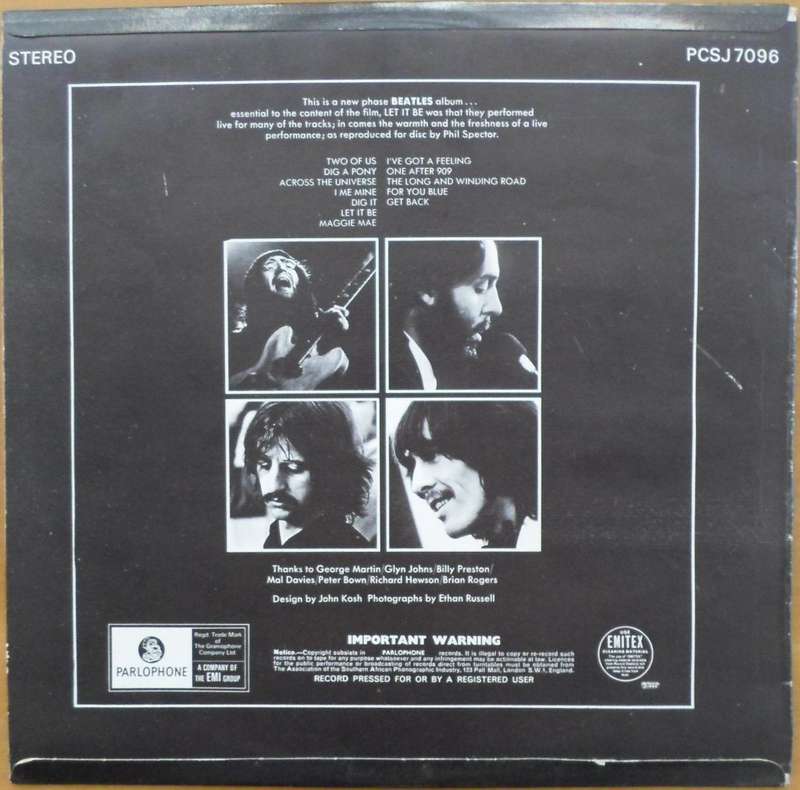 STEREO
PCSJ 7096
This is a new phase BEATLES album...
essential to the content of the film, LET IT BE was that they performed
live for many of the tracks; in comes the warmth and the freshness of a live
performance; as reproduced for disc by Phil Spector.
TWO OF US
DIG A PONY
ACROSS THE UNIVERSE
I ME MINE
DIG IT
LET IT BE
MAGGIE MAE
I'VE GOT A FEELING
ONE AFTER 909
THE LONG AND WINDING ROAD
FOR YOU BLUE
GET BACK
Thanks to George Martin/Glyn Johns/Billy Preston/
Mal Davies/Peter Bown/Richard Hewson/Brian Rogers
Design by John Kosh Photographs by Ethan Russell
PARLOPHONE
Regd. Trade Mark
of The Gramophone
Company Ltd
A COMPANY OF
THE EMI GROUP
IMPORTANT WARNING
Notice.—Copyright subsists in PARLOPHONE records. It is illegal to copy or re-record such
records on to tape for any purpose whatsoever and any infringement may be actionable at law. Licences
for the public performance or broadcasting of records direct from turntables must be obtained from
The Association of the Southern African Phonographic Industry, 123 Pall Mall, London S.W.1, England.
RECORD PRESSED FOR OR BY A REGISTERED USER
use
EMITEX
CLEANING MATERIAL